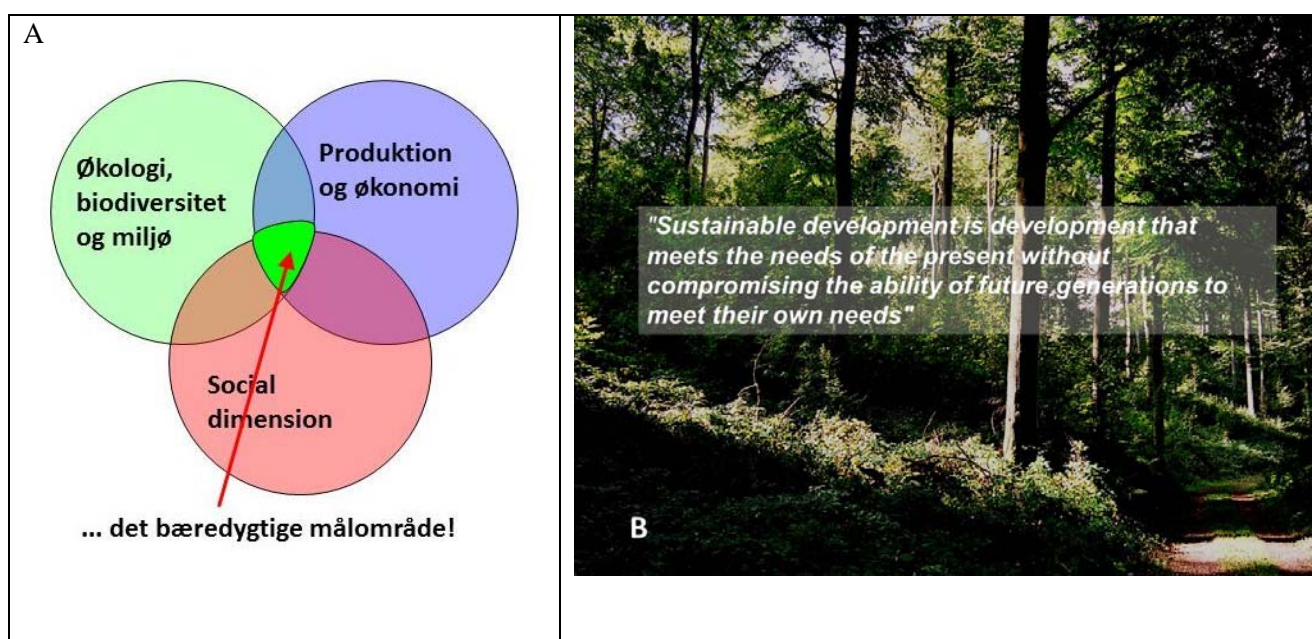 A
Økologi,
biodiversitet
og miljø
Produktion
og økonomi
Social
dimension
... det bæredygtige målområde!
"Sustainable development is development that
meets the needs of the present without
compromising the ability of future generations to
meet their own needs"
B